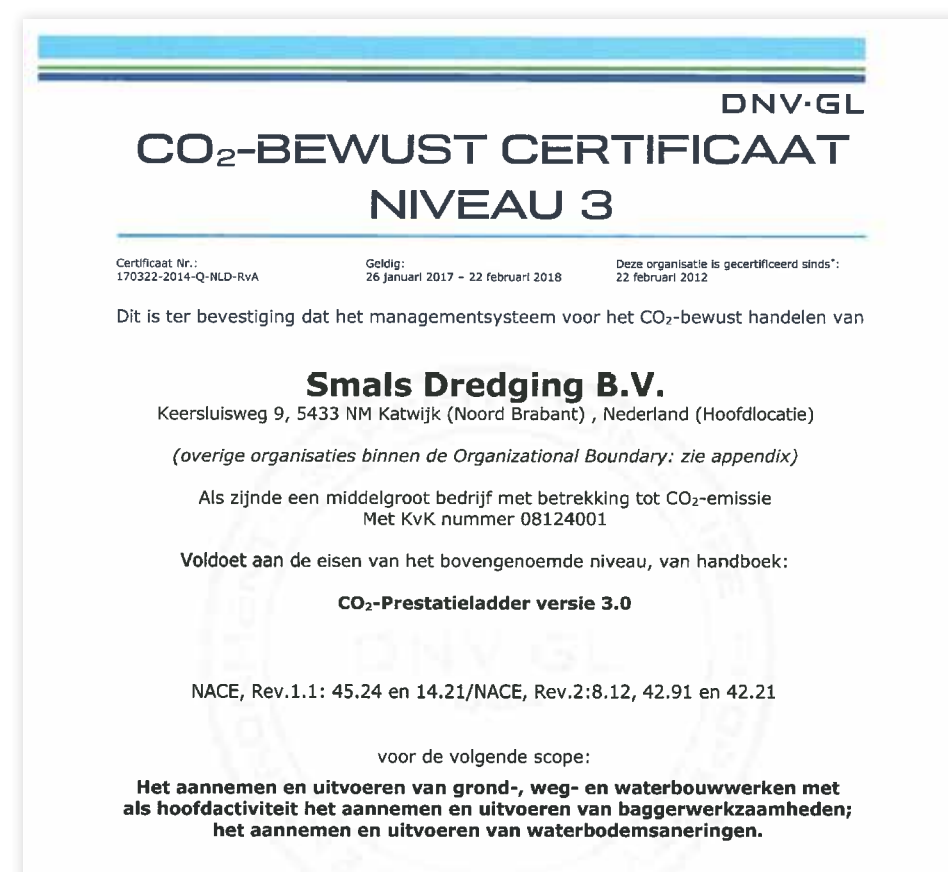 DNV·GL
CO₂-BEWUST CERTIFICAAT
NIVEAU 3
Certificaat Nr.: Geldig: Deze organisatie is gecertificeerd sinds*:
170322-2014-Q-NLD-RvA 26 januari 2017 – 22 februari 2018 22 februari 2012
Dit is ter bevestiging dat het managementsysteem voor het CO₂-bewust handelen van
Smals Dredging B.V.
Keersluisweg 9, 5433 NM Katwijk (Noord Brabant) , Nederland (Hoofdlocatie)
(overige organisaties binnen de Organizational Boundary: zie appendix)
Als zijnde een middelgroot bedrijf met betrekking tot CO₂-emissie
Met KvK nummer 08124001
Voldoet aan de eisen van het bovengenoemde niveau, van handboek:
CO₂-Prestatieladder versie 3.0
DNV·GL
NACE, Rev.1.1: 45.24 en 14.21/NACE, Rev.2:8.12, 42.91 en 42.21
voor de volgende scope:
Het aannemen en uitvoeren van grond-, weg- en waterbouwwerken met
als hoofdactiviteit het aannemen en uitvoeren van baggerwerkzaamheden;
het aannemen en uitvoeren van waterbodemsaneringen.